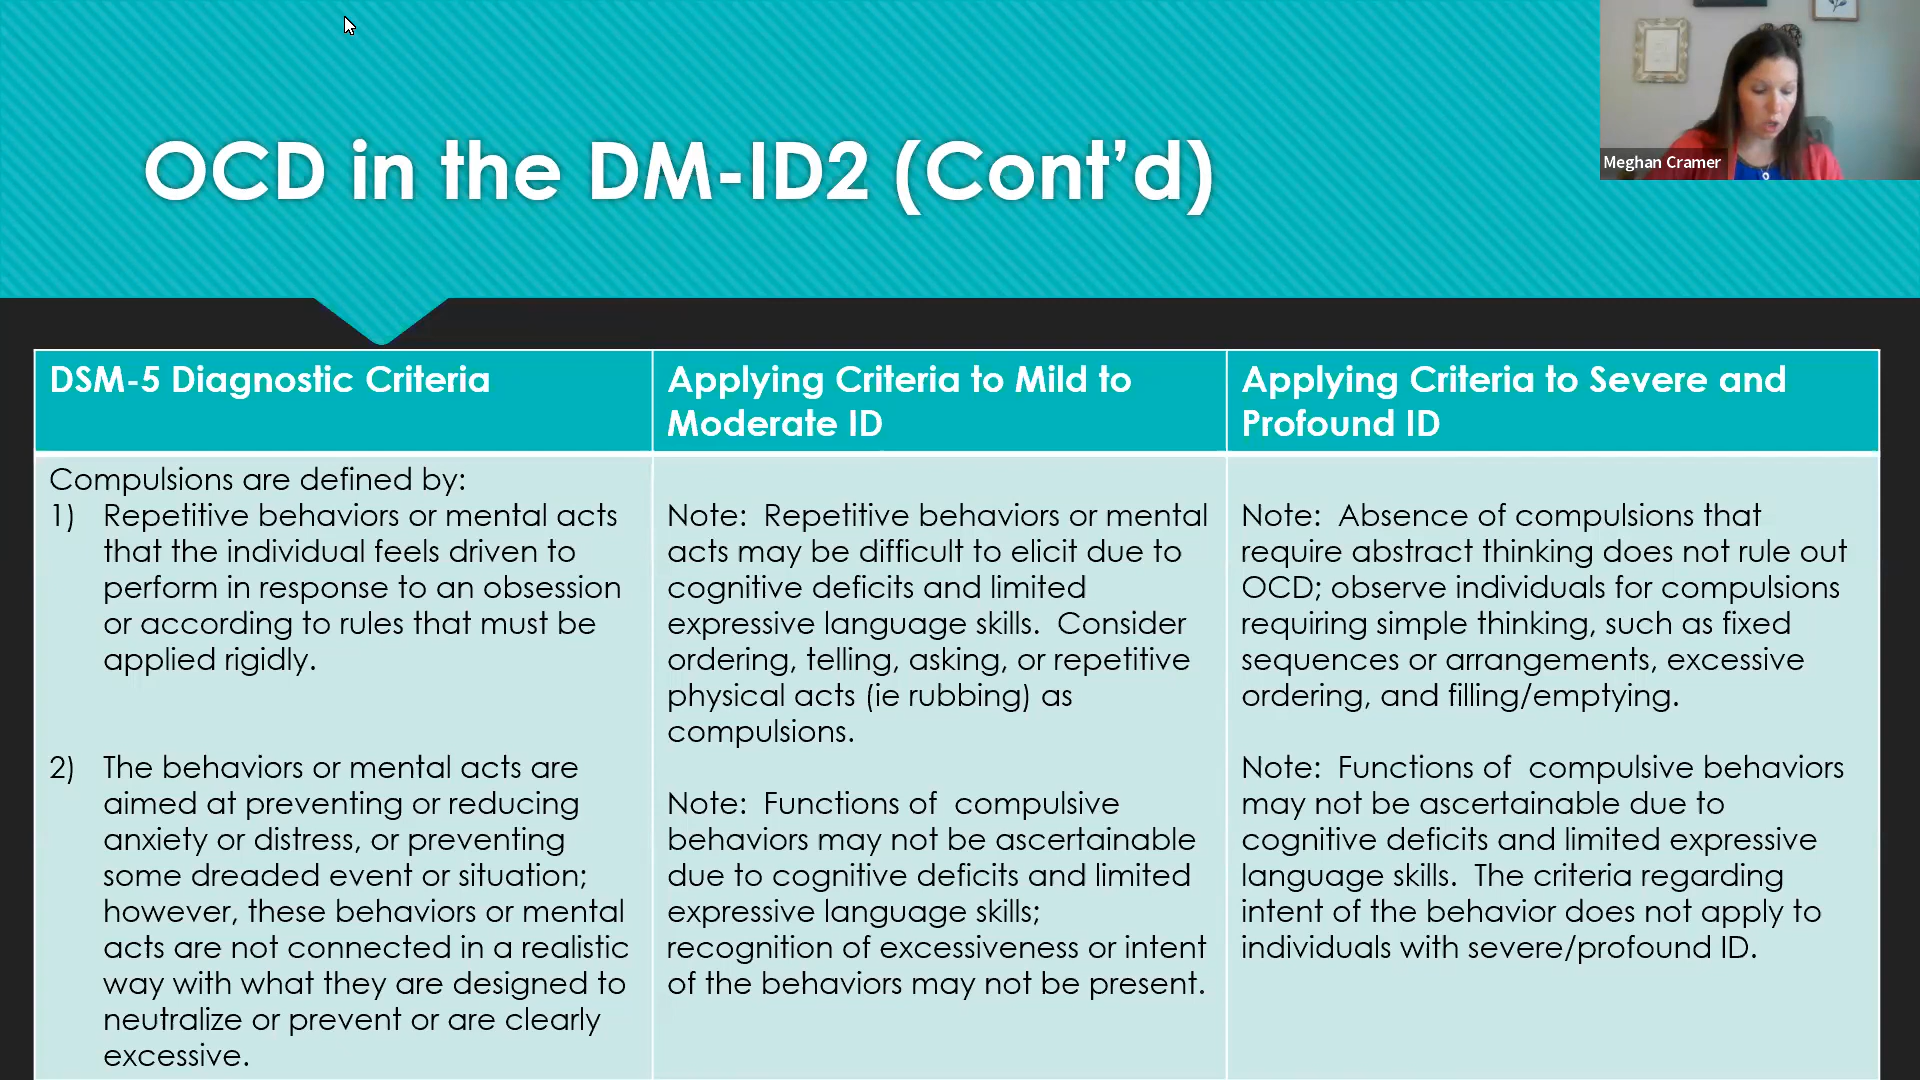 OCD in the DM-ID2 (Cont’d)
Meghan Cramer
DSM-5 Diagnostic Criteria
Applying Criteria to Mild to
Moderate ID
Applying Criteria to Severe and
Profound ID
Compulsions are defined by:
1) Repetitive behaviors or mental acts
that the individual feels driven to
perform in response to an obsession
or according to rules that must be
applied rigidly.
2) The behaviors or mental acts are
aimed at preventing or reducing
anxiety or distress, or preventing
some dreaded event or situation;
however, these behaviors or mental
acts are not connected in a realistic
way with what they are designed to
neutralize or prevent or are clearly
excessive.
Note:  Repetitive behaviors or mental
acts may be difficult to elicit due to
cognitive deficits and limited
expressive language skills.  Consider
ordering, telling, asking, or repetitive
physical acts (ie rubbing) as
compulsions.
Note:  Functions of  compulsive
behaviors may not be ascertainable
due to cognitive deficits and limited
expressive language skills;
recognition of excessiveness or intent
of the behaviors may not be present.
Note:  Absence of compulsions that
require abstract thinking does not rule out
OCD; observe individuals for compulsions
requiring simple thinking, such as fixed
sequences or arrangements, excessive
ordering, and filling/emptying.
Note:  Functions of  compulsive behaviors
may not be ascertainable due to
cognitive deficits and limited expressive
language skills.  The criteria regarding
intent of the behavior does not apply to
individuals with severe/profound ID.